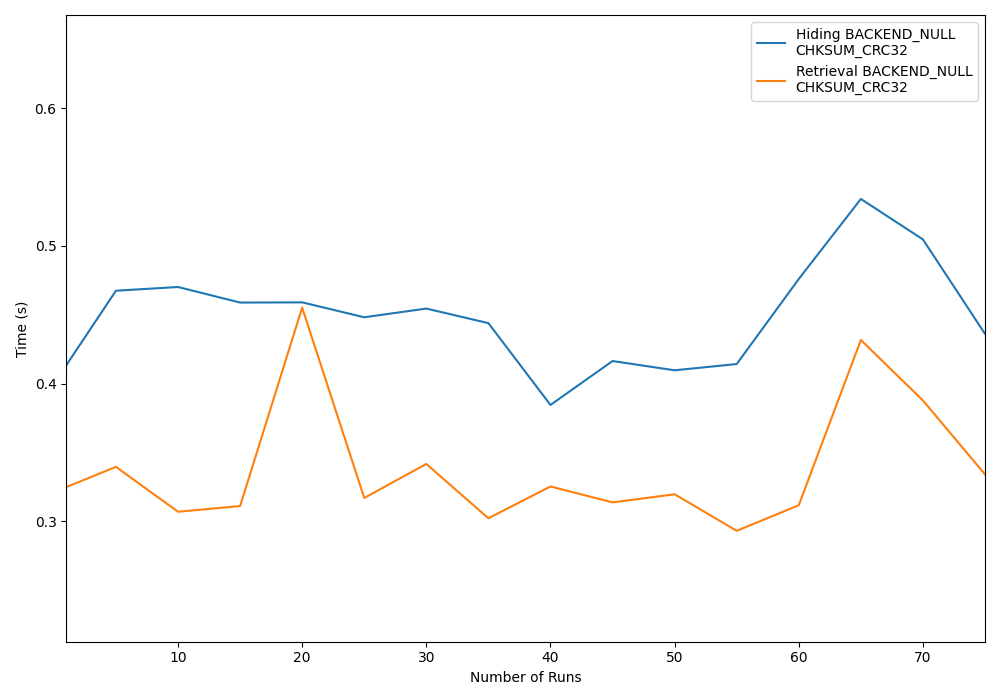 Hiding BACKEND_NULL
CHKSUM_CRC32
Retrieval BACKEND_NULL
CHKSUM_CRC32
0.6
0.5
0.4
0.3
Time (s)
10 20 30 40 50 60 70
Number of Runs